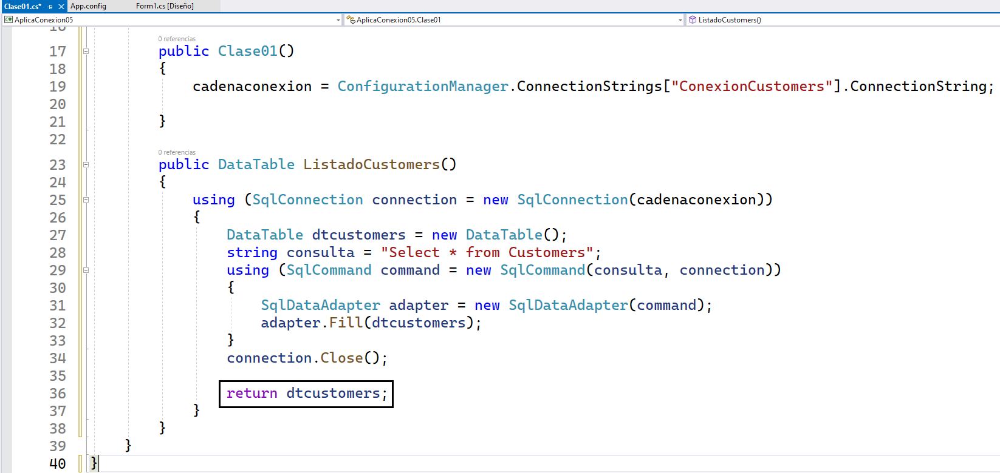 Clase01.cs* App.config Form1.cs [Diseño]
AplicaConexion05 AplicaConexion05.Clase01 ListadoCustomers()
16
0 referencias
17 public Clase01()
18 {
19 cadenaconexion = ConfigurationManager.ConnectionStrings["ConexionCustomers"].ConnectionString;
20
21 }
22
0 referencias
23 public DataTable ListadoCustomers()
24 {
25 using (SqlConnection connection = new SqlConnection(cadenaconexion))
26 {
27 DataTable dtcustomers = new DataTable();
28 string consulta = "Select * from Customers";
29 using (SqlCommand command = new SqlCommand(consulta, connection))
30 {
31 SqlDataAdapter adapter = new SqlDataAdapter(command);
32 adapter.Fill(dtcustomers);
33 }
34 connection.Close();
35
36 return dtcustomers;
37 }
38 }
39 }
40 }